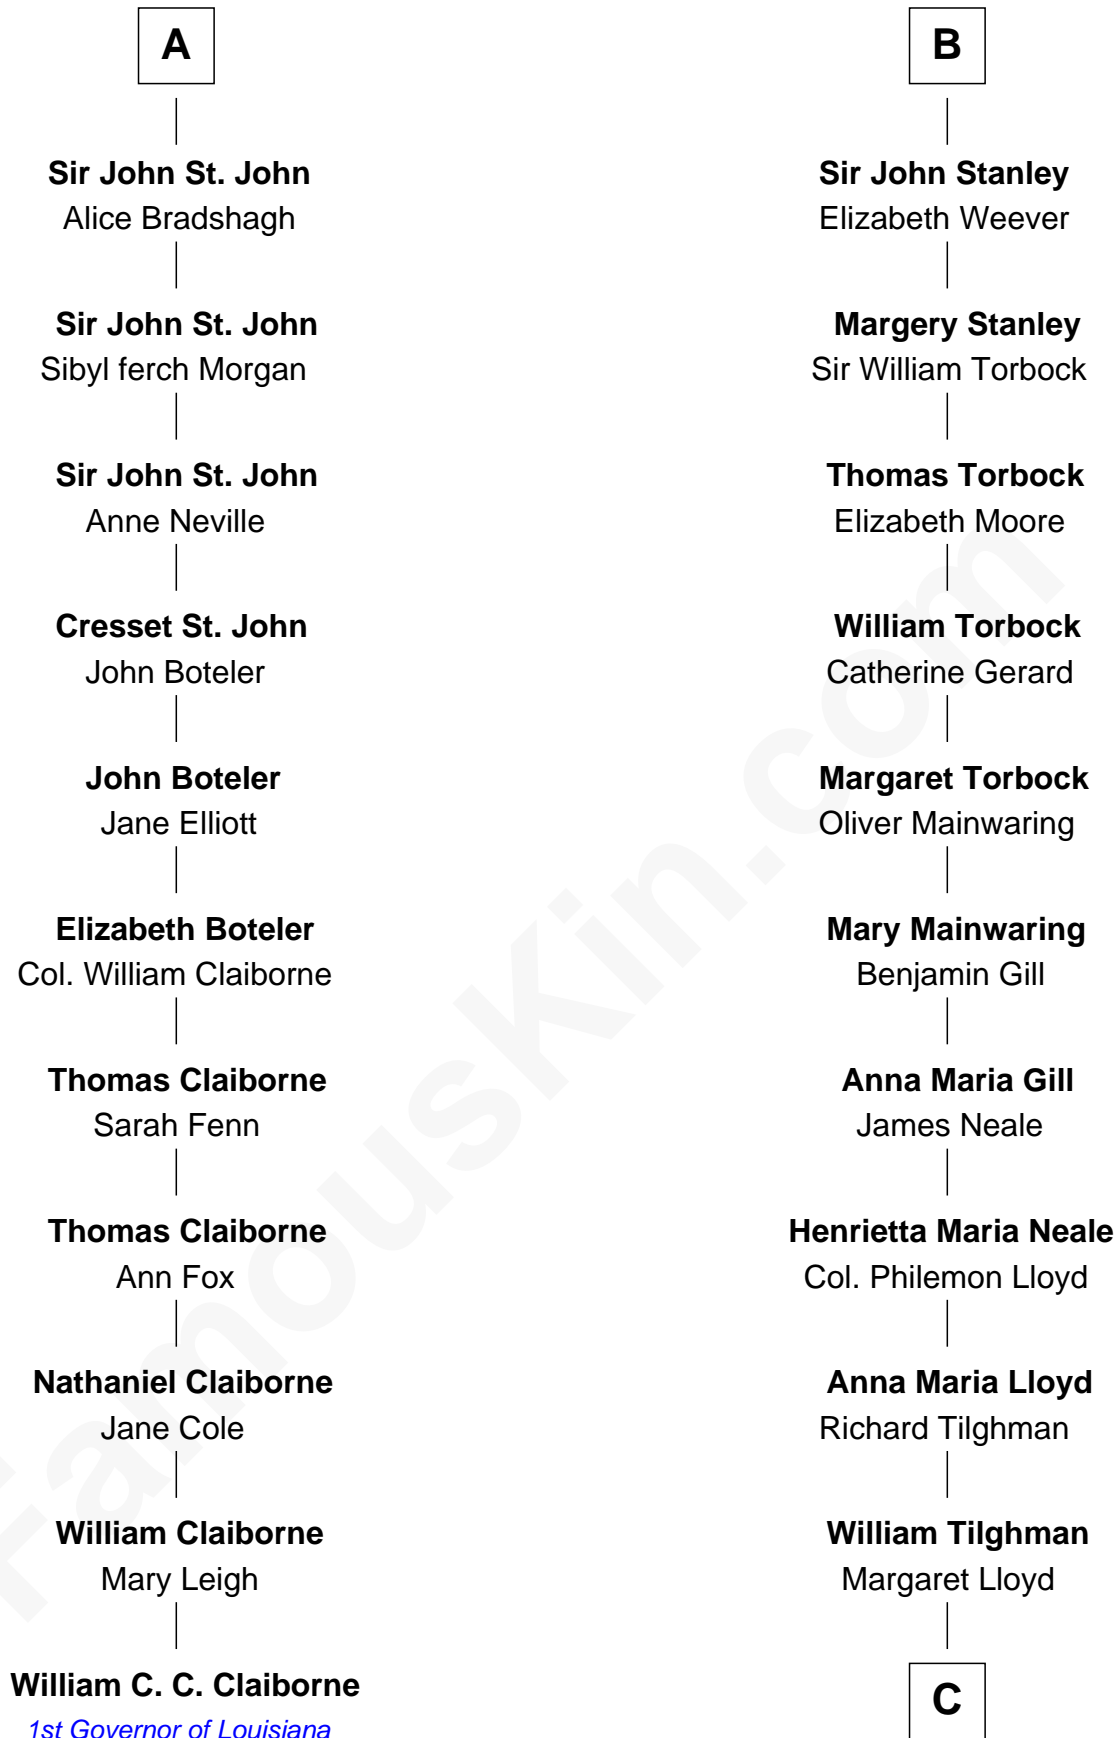 A
Sir John St. John
Alice Bradshagh
Sir John St. John
Sibyl ferch Morgan
Sir John St. John
Anne Neville
Cresset St. John
John Boteler
John Boteler
Jane Elliott
Elizabeth Boteler
Col. William Claiborne
Thomas Claiborne
Sarah Fenn
Thomas Claiborne
Ann Fox
Nathaniel Claiborne
Jane Cole
William Claiborne
Mary Leigh
William C. C. Claiborne
1st Governor of Louisiana
B
Sir John Stanley
Elizabeth Weever
Margery Stanley
Sir William Torbock
Thomas Torbock
Elizabeth Moore
William Torbock
Catherine Gerard
Margaret Torbock
Oliver Mainwaring
Mary Mainwaring
Benjamin Gill
Anna Maria Gill
James Neale
Henrietta Maria Neale
Col. Philemon Lloyd
Anna Maria Lloyd
Richard Tilghman
William Tilghman
Margaret Lloyd
C
FamousKin.com